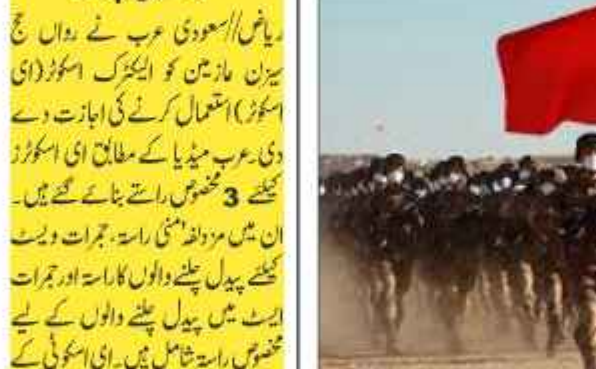 ریاض//سعودی عرب نے رواں حج
سیزن عازمین کو الیکٹرک اسکوٹر(ای
اسکوٹر)استعمال کرنے کی اجازت دے
دی۔عرب میڈیا کے مطابق ای اسکوٹرز
کیلئے 3 مخصوص راستے بنائے گئے ہیں۔
ان میں مزدلفہ منیٰ راستہ، جمرات ویسٹ
کیلئے پیدل چلنے والوں کا راستہ اور جمرات
ایسٹ میں پیدل چلنے والوں کے لیے
مخصوص راستہ شامل ہیں۔ای اسکوٹی کے